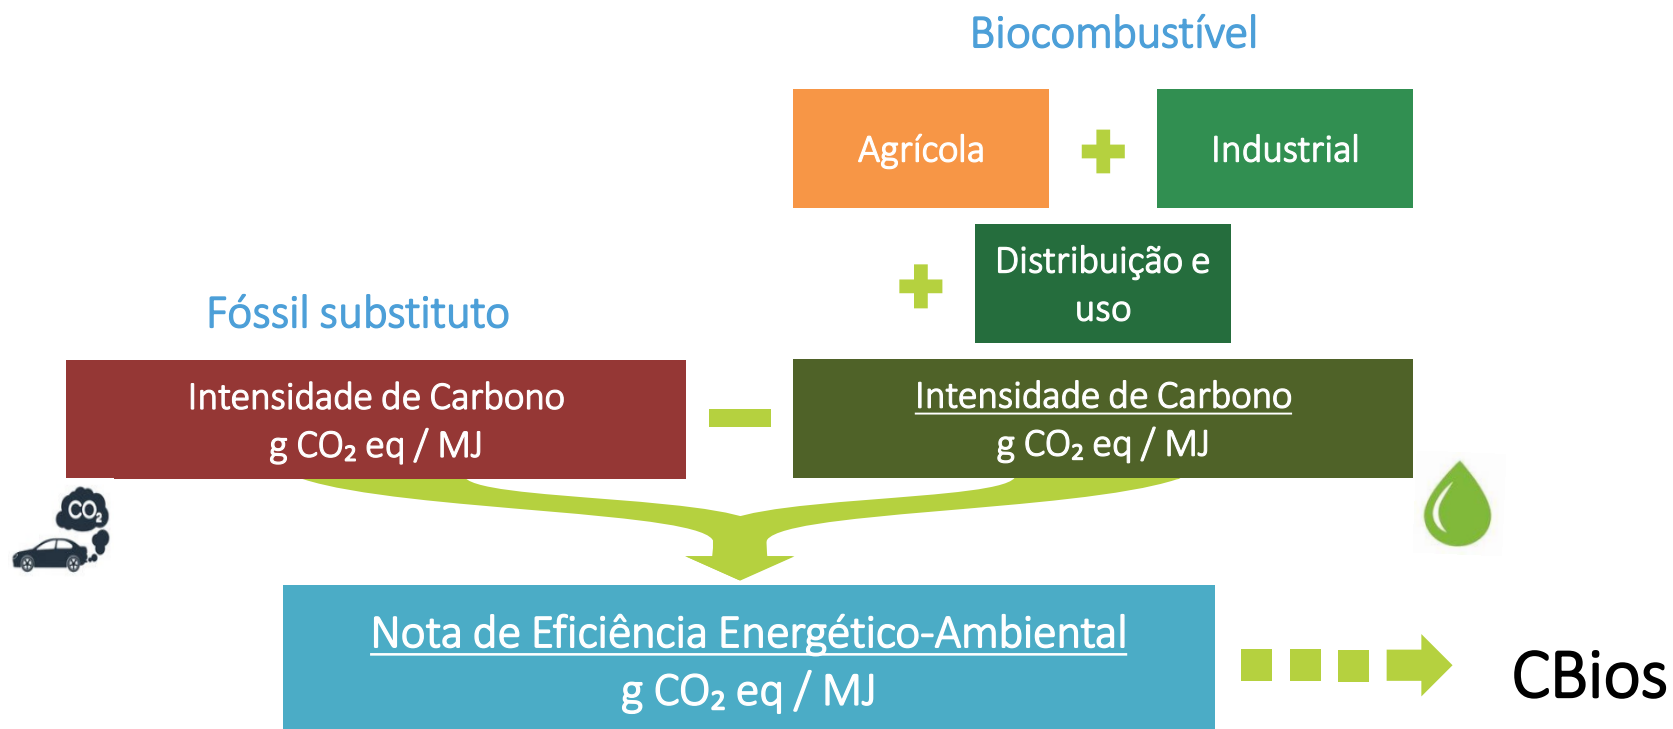 Biocombustível
Agrícola
Industrial
Distribuição e
uso
Fóssil substituto
Intensidade de Carbono
g CO₂ eq / MJ
Intensidade de Carbono
g CO₂ eq / MJ
CO₂
Nota de Eficiência Energético-Ambiental
g CO₂ eq / MJ
CBios